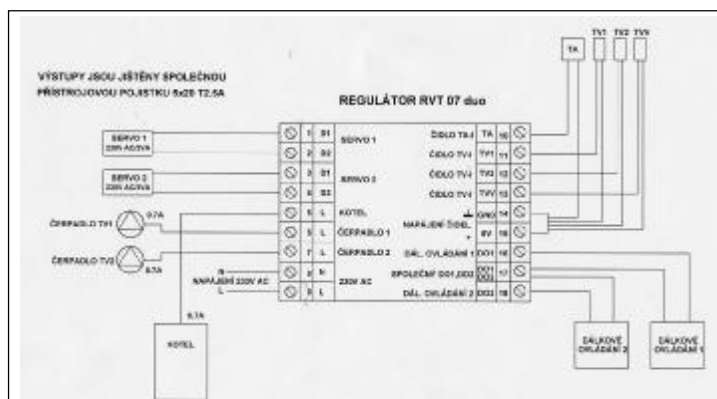 TA
TV1 TV2 TVV
VÝSTUPY JSOU JIŠTĚNY SPOLEČNOU
PŘÍSTROJOVOU POJISTKU 5x20 T2.5A
REGULÁTOR RVT 07 duo
SERVO 1
230V AC/3VA
SERVO 2
230V AC/3VA
ČERPADLO TV1
0.7A
ČERPADLO TV2
0.7A
N
NAPÁJENÍ 230V AC
L
0.7A
KOTEL
1 S1
SERVO 1
2 S2
3 S1
SERVO 2
4 S2
5 L KOTEL
6 L ČERPADLO 1
7 L ČERPADLO 2
8 N
230V AC
9 L
ČIDLO TA-I TA 10
ČIDLO TV-I TV1 11
ČIDLO TV-I TV2 12
ČIDLO TV-I TVV 13
GND 14
NAPÁJENÍ ČIDEL
+ 15
DÁL. OVLÁDÁNÍ 1 DO1 16
SPOLEČNÝ DO1,DO2 DO1 DO2 17
DÁL. OVLÁDÁNÍ 2 DO2 18
DÁLKOVÉ
OVLÁDÁNÍ 2
DÁLKOVÉ
OVLÁDÁNÍ 1